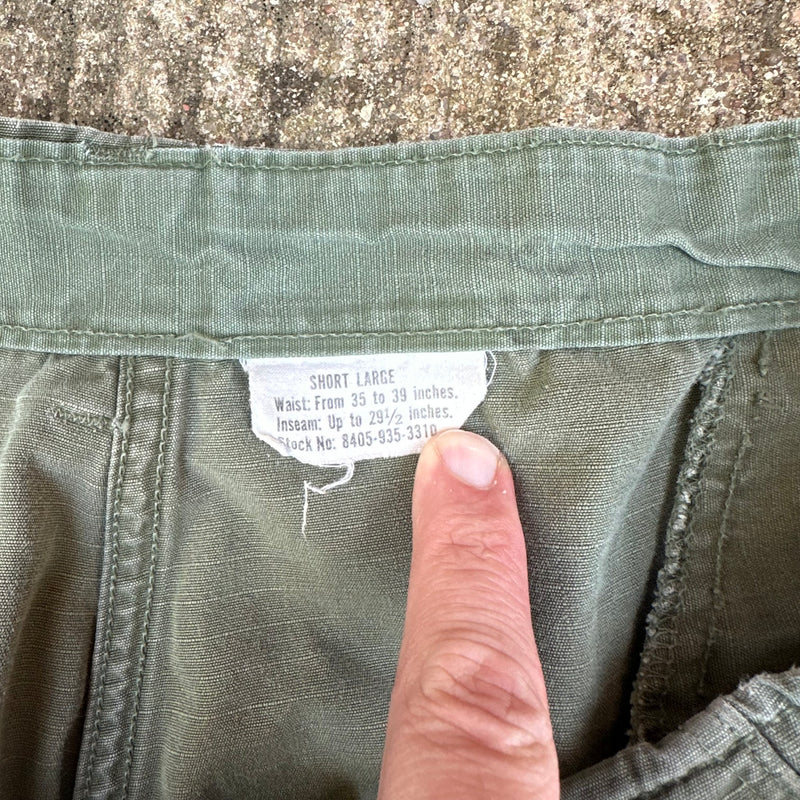 SHORT LARGE
Waist: From 35 to 39 inches.
Inseam: Up to 29½ inches.
Stock No: 8405-935-3310